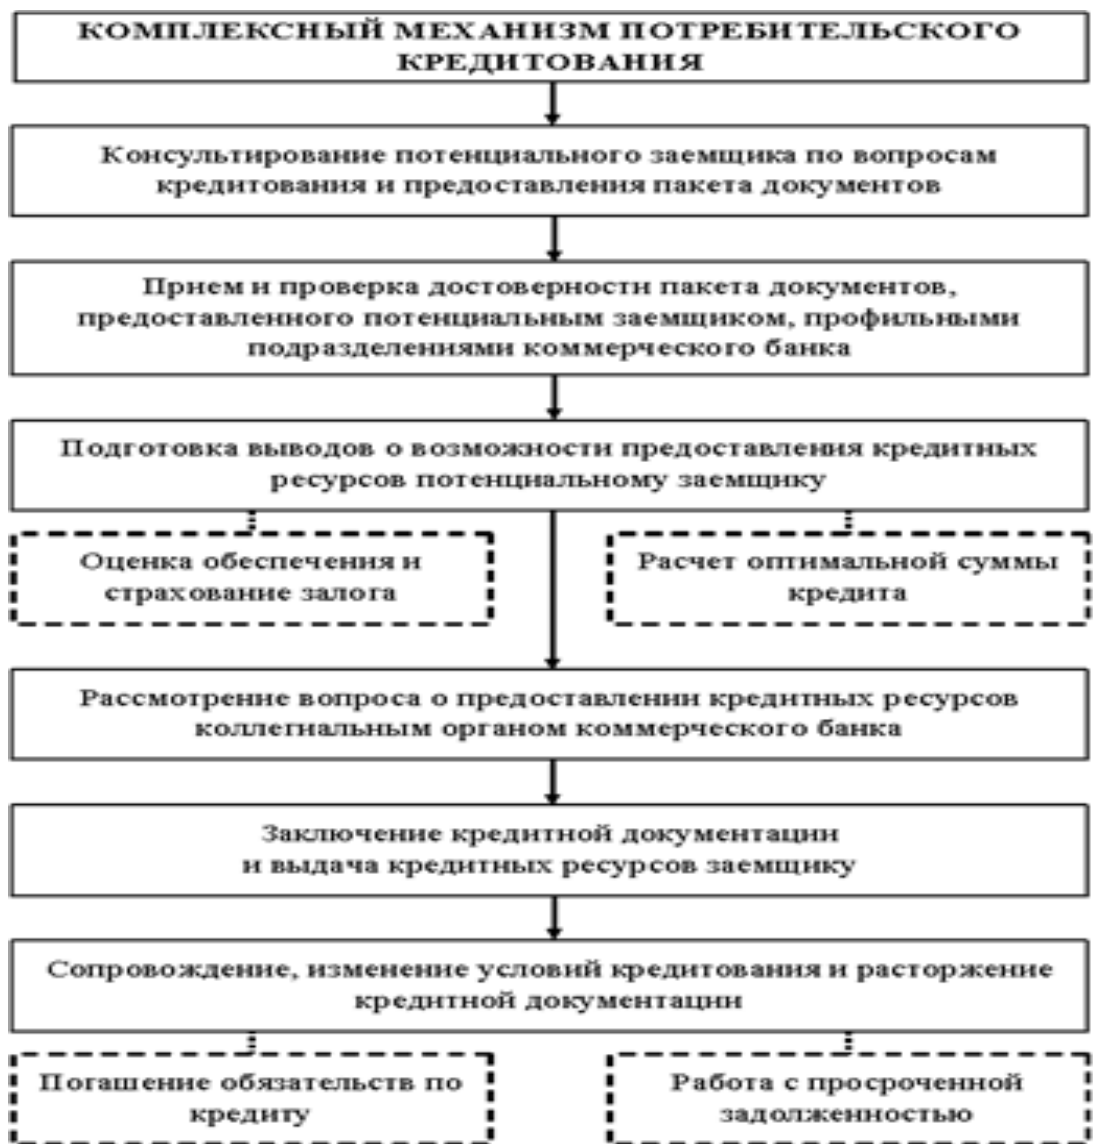 КОМПЛЕКСНЫЙ МЕХАНИЗМ ПОТРЕБИТЕЛЬСКОГО
КРЕДИТОВАНИЯ
Консультирование потенциального заемщика по вопросам
кредитования и предоставления пакета документов
Прием и проверка достоверности пакета документов,
предоставленного потенциальным заемщиком, профильными
подразделениями коммерческого банка
Подготовка выводов о возможности предоставления кредитных
ресурсов потенциальному заемщику
Оценка обеспечения и
страхование залога
Расчет оптимальной суммы
кредита
Рассмотрение вопроса о предоставлении кредитных ресурсов
коллегиальным органом коммерческого банка
Заключение кредитной документации
и выдача кредитных ресурсов заемщику
Сопровождение, изменение условий кредитования и расторжение
кредитной документации
Погашение обязательств по
кредиту
Работа с просроченной
задолженностью